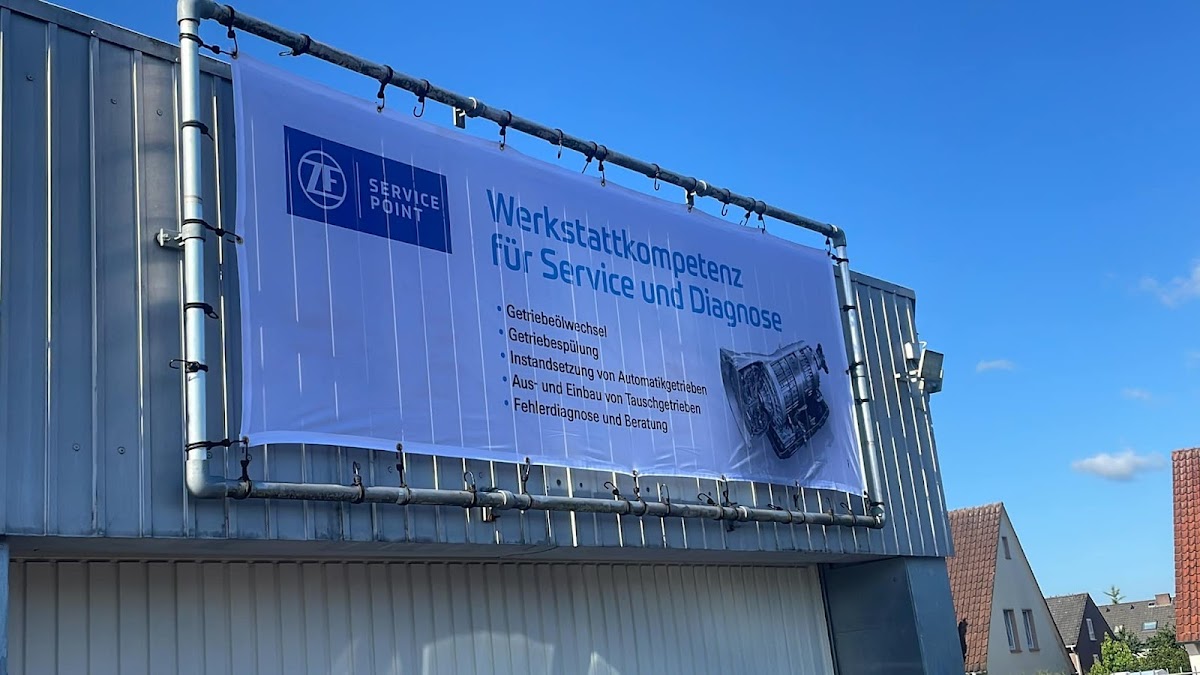 ZF
SERVICE
POINT
Werkstattkompetenz
für Service und Diagnose
• Getriebeölwechsel
• Getriebespülung
• Instandsetzung von Automatikgetrieben
• Aus- und Einbau von Tauschgetrieben
• Fehlerdiagnose und Beratung